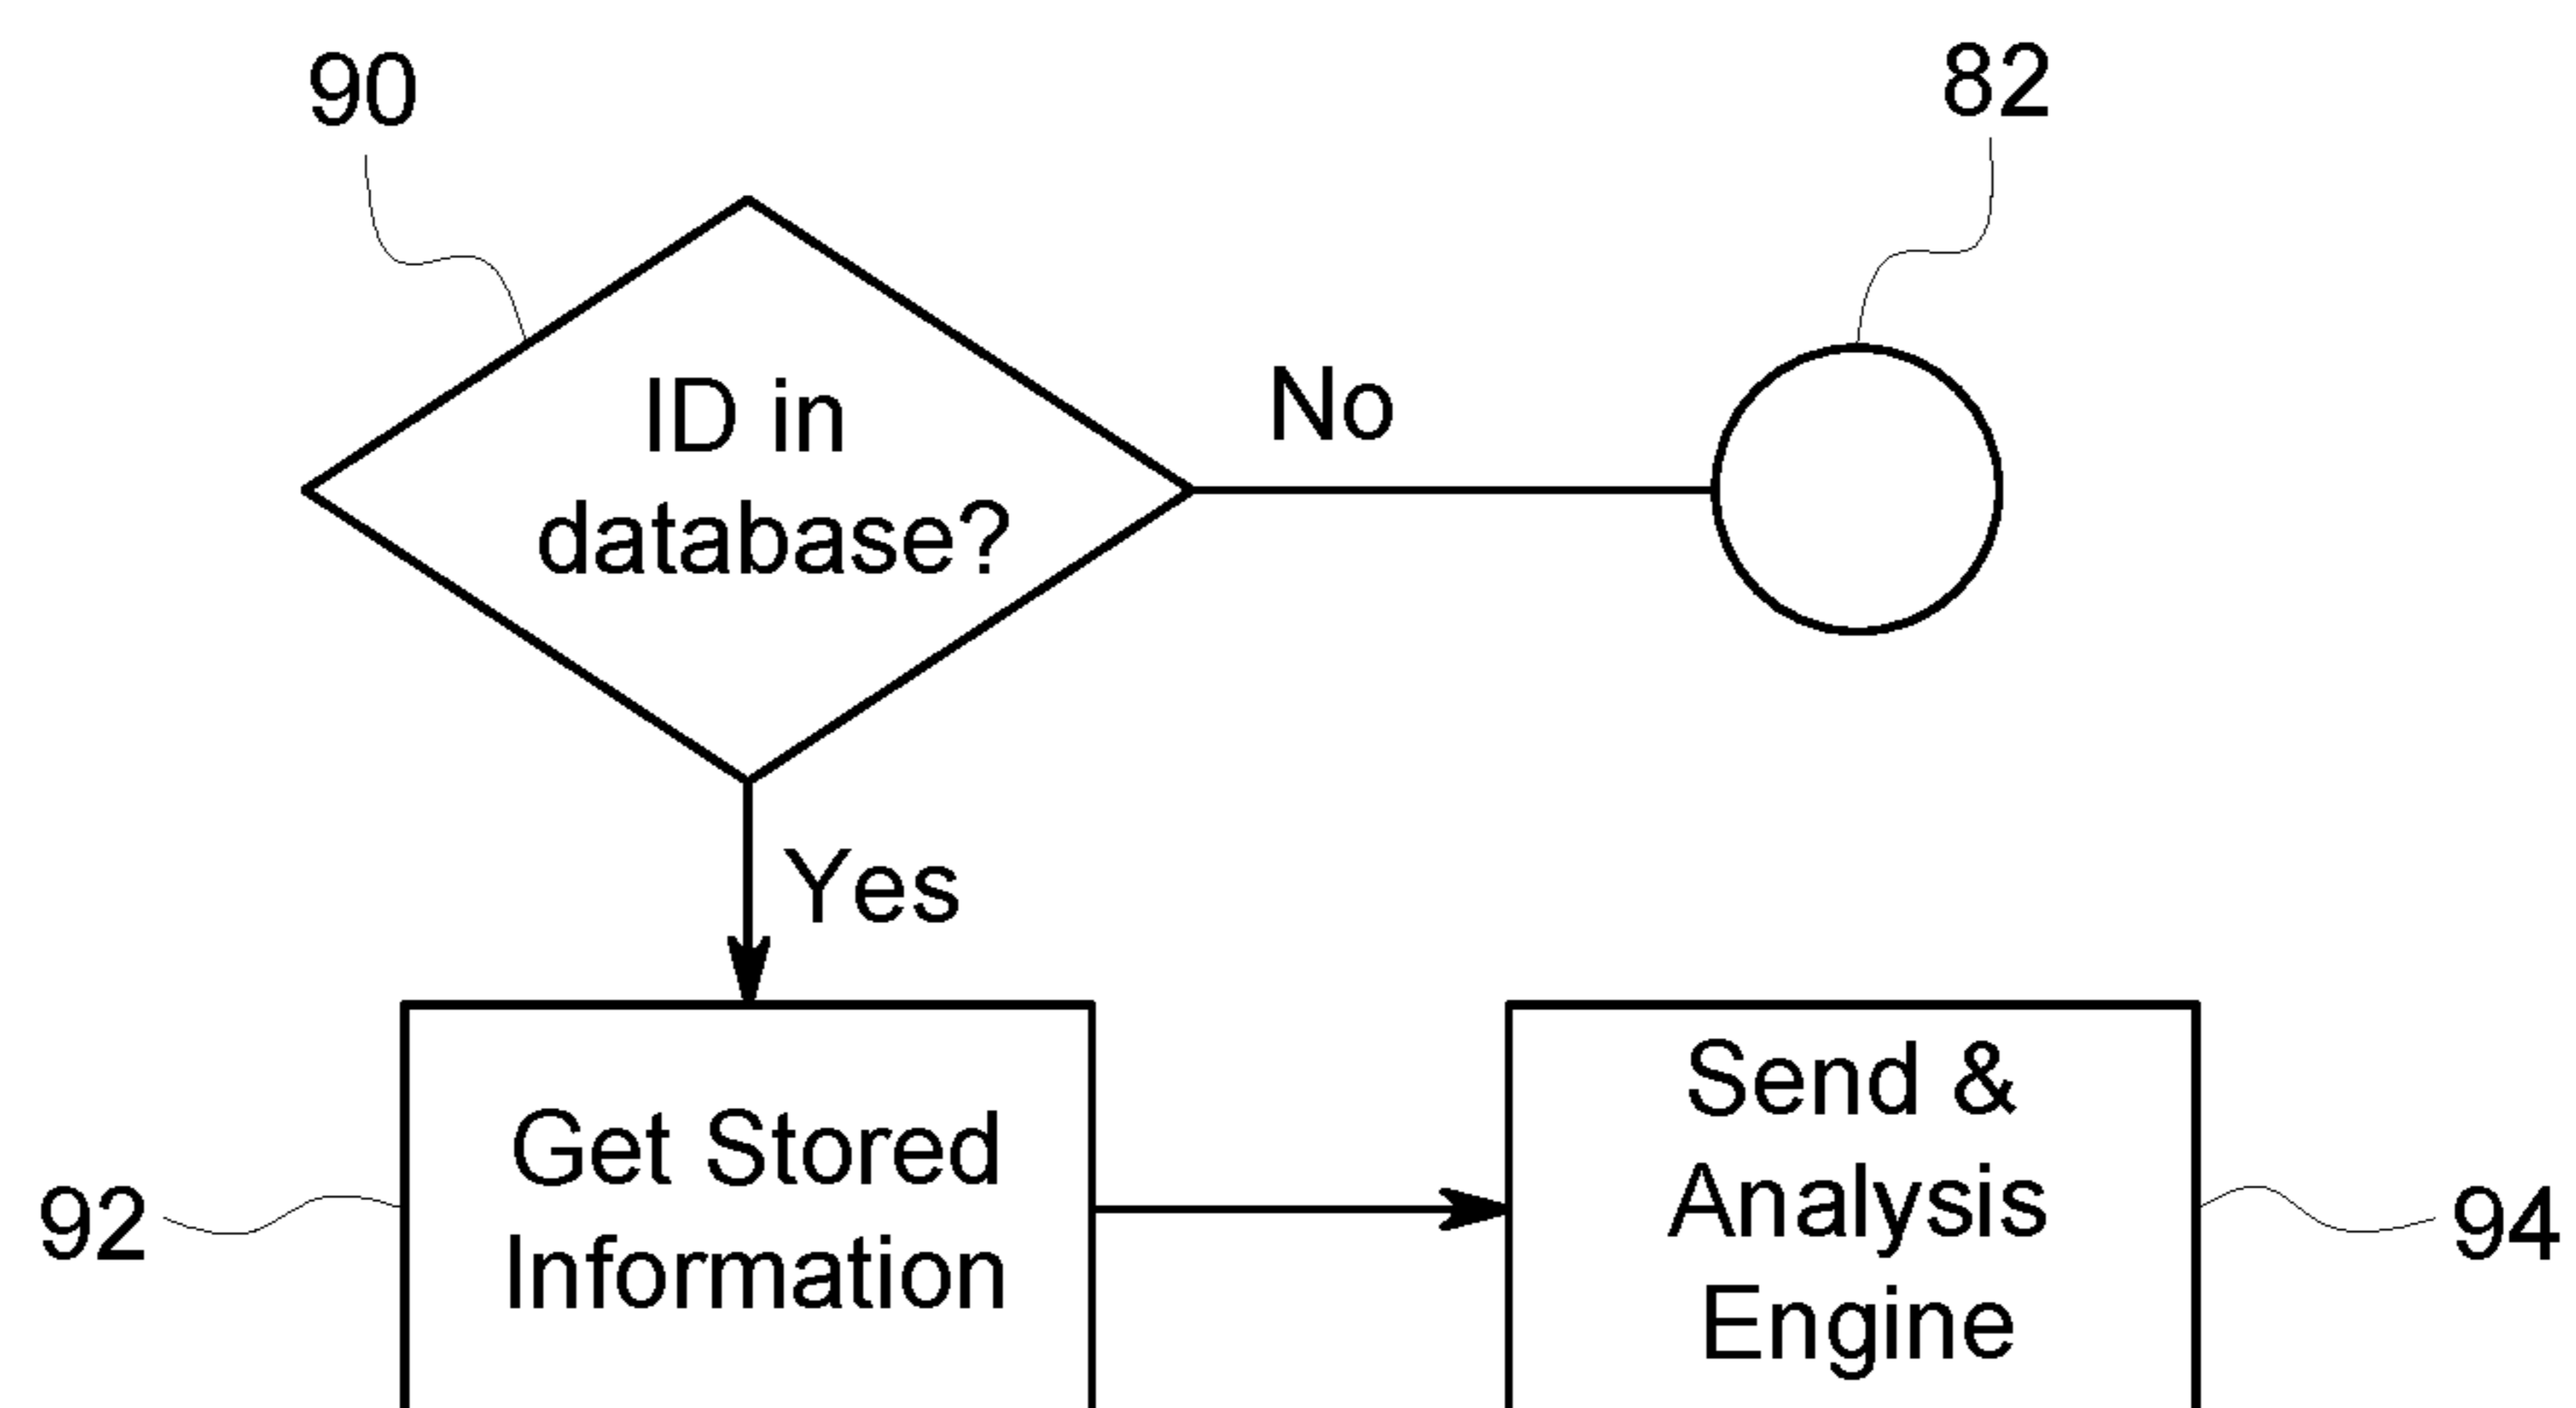 90
82
ID in
database?
No
Yes
Get Stored
Information
92
Send &
Analysis
Engine
94